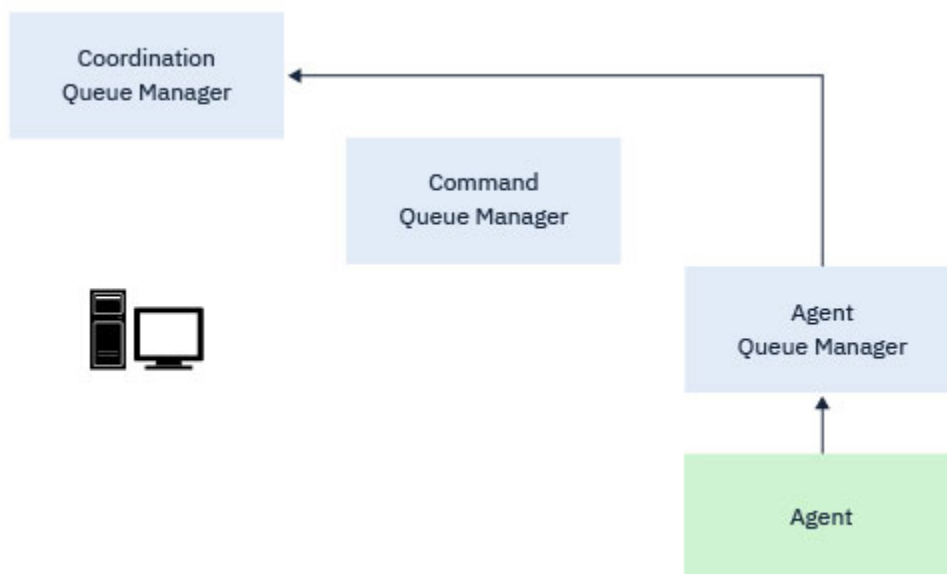 Coordination
Queue Manager
Command
Queue Manager
Agent
Queue Manager
Agent